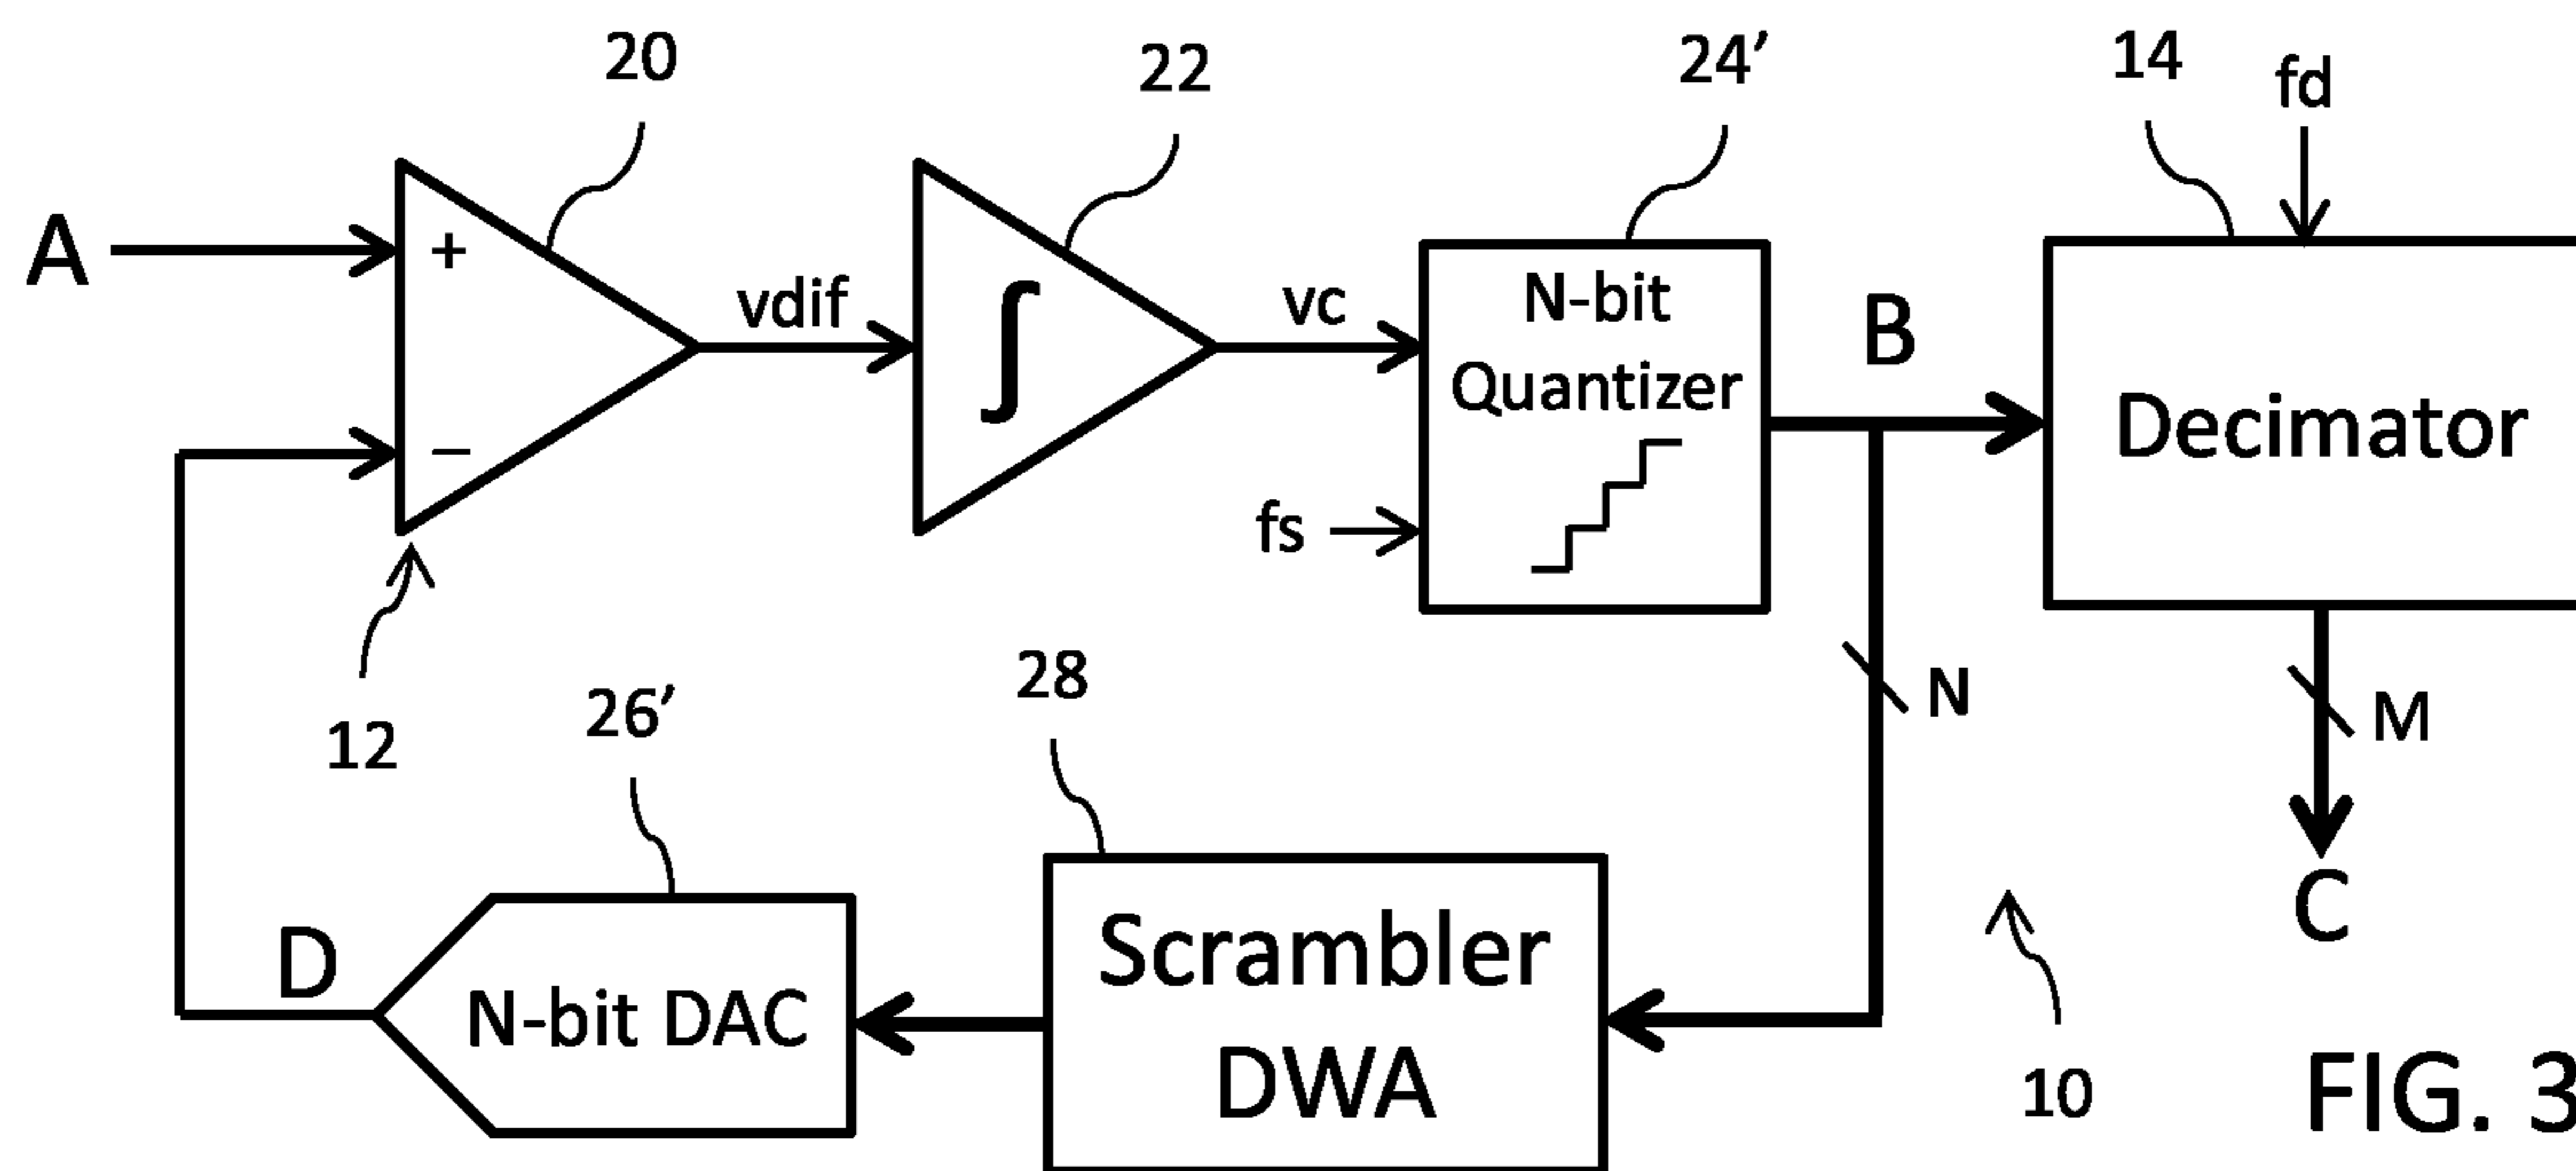 20
22
24’
14
fd
A
+
−
vdif
∫
vc
N-bit
Quantizer
fs
B
Decimator
12
26’
28
N
M
C
D
N-bit DAC
Scrambler
DWA
10
FIG. 3